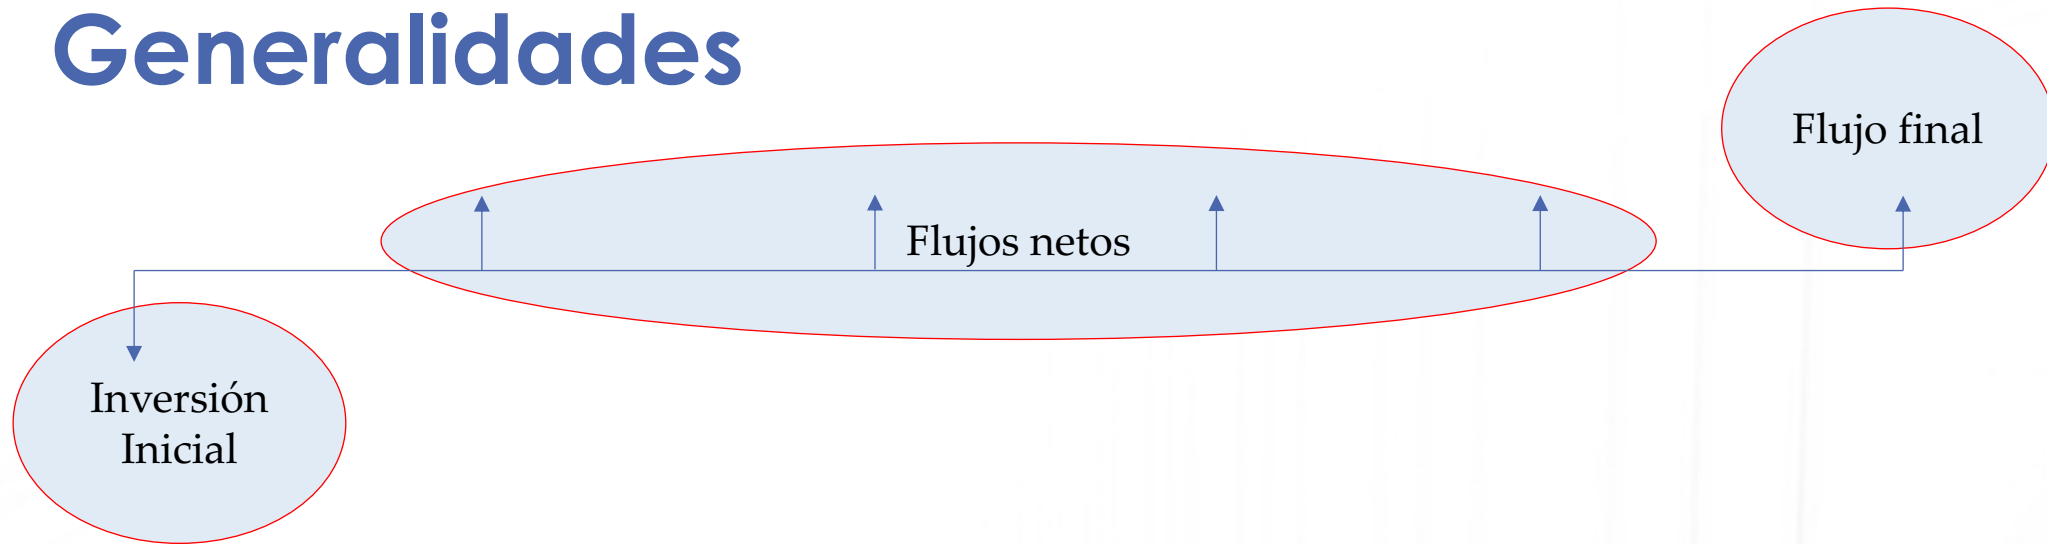 Generalidades
Flujo final
Flujos netos
Inversión
Inicial